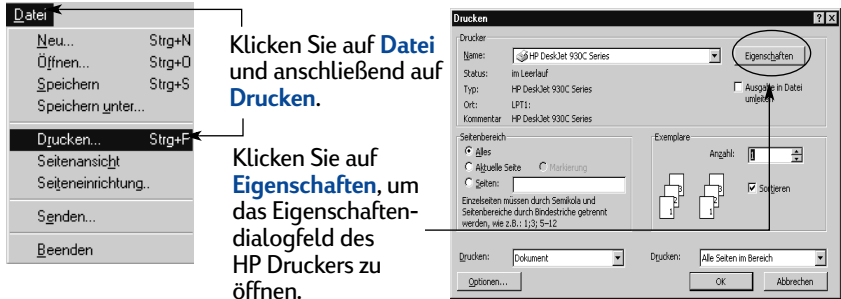 Datei
Neu... Strg+N
Öffnen... Strg+O
Speichern Strg+S
Speichern unter...
Drucken... Strg+F
Seitenansicht
Seiteneinrichtung..
Senden...
Beenden
Klicken Sie auf Datei
und anschließend auf
Drucken.
Klicken Sie auf
Eigenschaften, um
das Eigenschaften-
dialogfeld des
HP Druckers zu
öffnen.
Drucken
Drucker
Name: HP DeskJet 930C Series Eigenschaften
Status: im Leerlauf
Typ: HP DeskJet 930C Series
Ort: LPT1:
Kommentar HP DeskJet 930C Series
Ausgabe in Datei
umleiten
Seitenbereich
Alles
Aktuelle Seite Markierung
Seiten:
Einzelseiten müssen durch Semikola und
Seitenbereiche durch Bindestriche getrennt
werden, wie z.B.: 1;3; 5–12
Exemplare
Anzahl: 1
Sortieren
Drucken: Dokument Drucken: Alle Seiten im Bereich
Optionen... OK Abbrechen